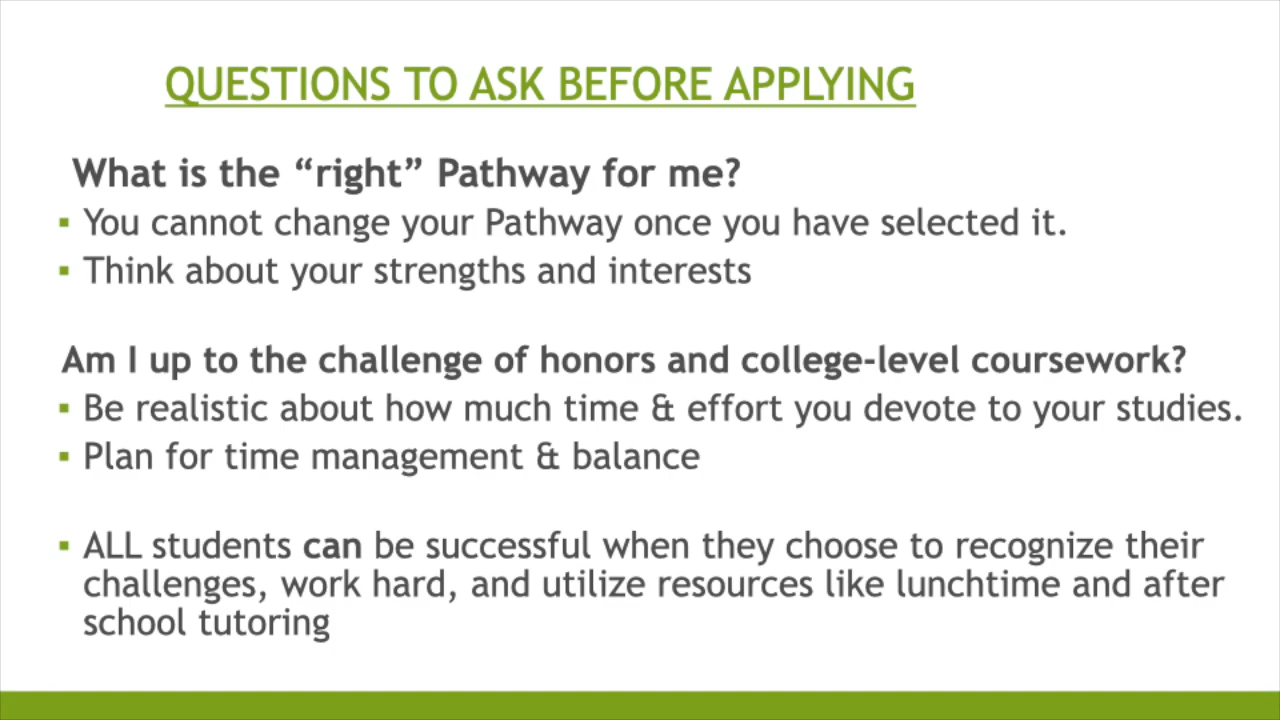 QUESTIONS TO ASK BEFORE APPLYING
What is the “right” Pathway for me?
▪ You cannot change your Pathway once you have selected it.
▪ Think about your strengths and interests
Am I up to the challenge of honors and college-level coursework?
▪ Be realistic about how much time & effort you devote to your studies.
▪ Plan for time management & balance
▪ ALL students can be successful when they choose to recognize their
challenges, work hard, and utilize resources like lunchtime and after
school tutoring